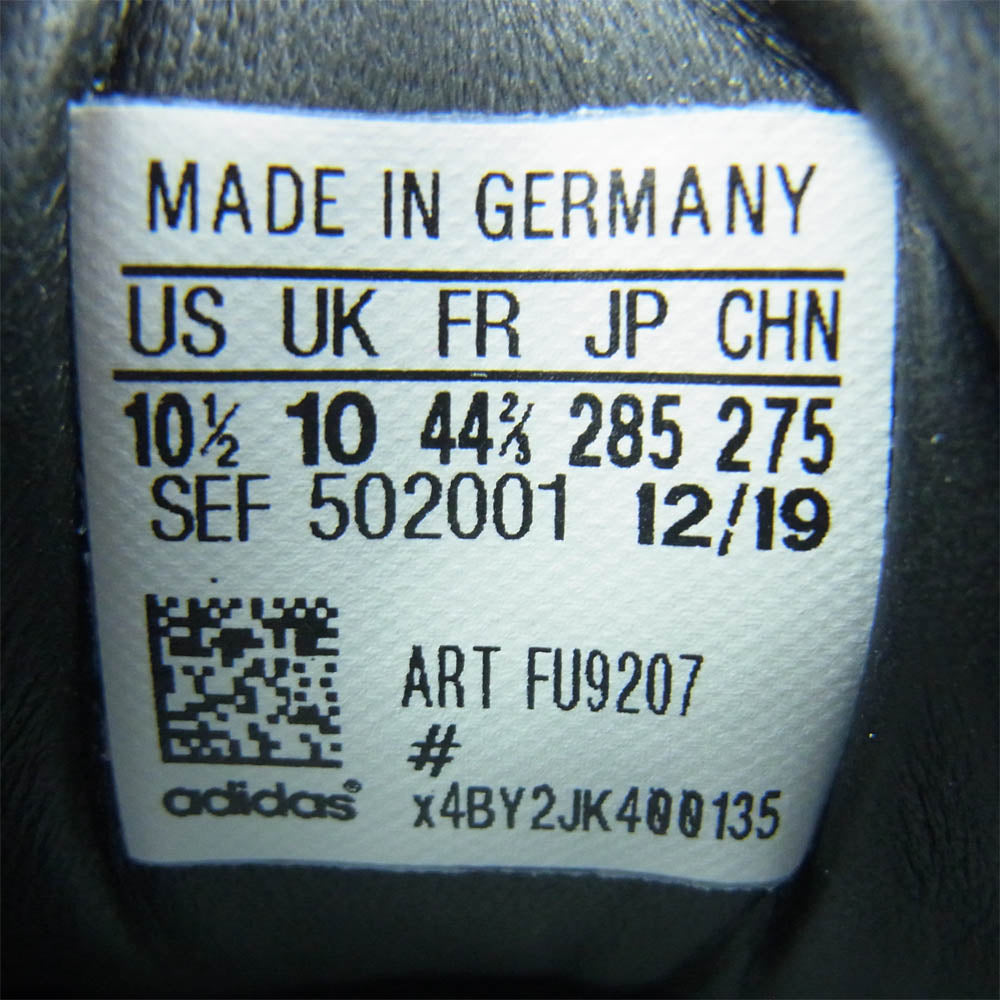 MADE IN GERMANY
US UK FR JP CHN
10½ 10 44⅔ 285 275
SEF 502001 12/19
ART FU9207
#
adidas® x4BY2JK400135